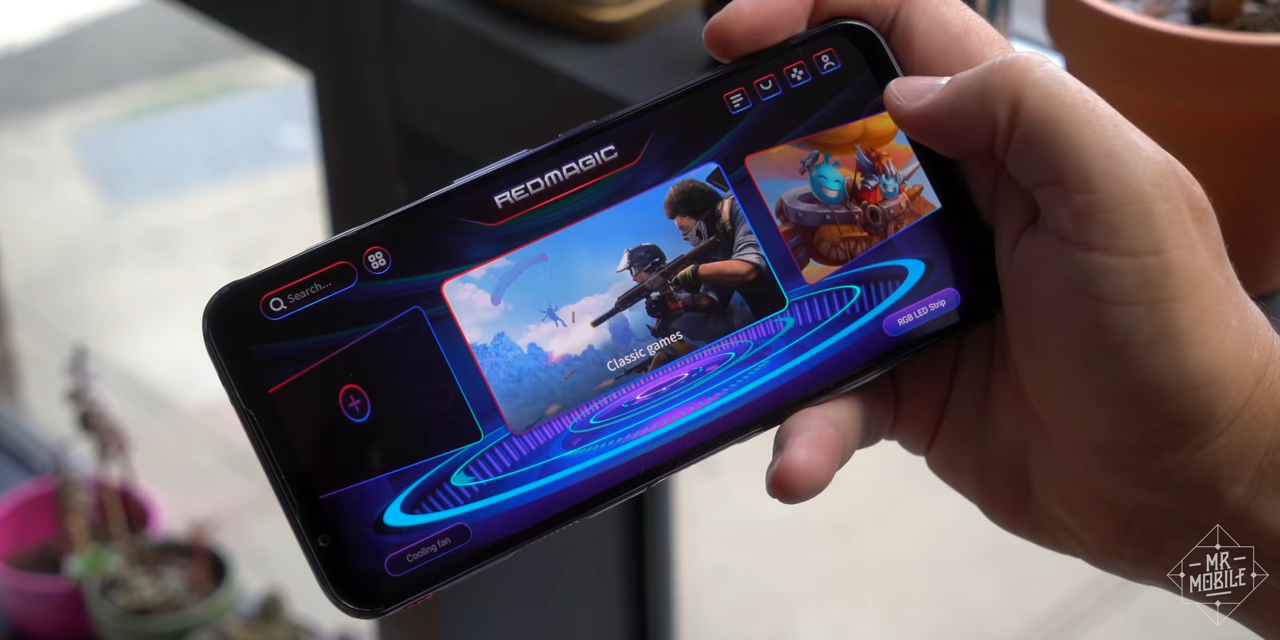 REDMAGIC
Search...
Classic games
RGB LED Strip
Cooling fan
MR
MOBILE